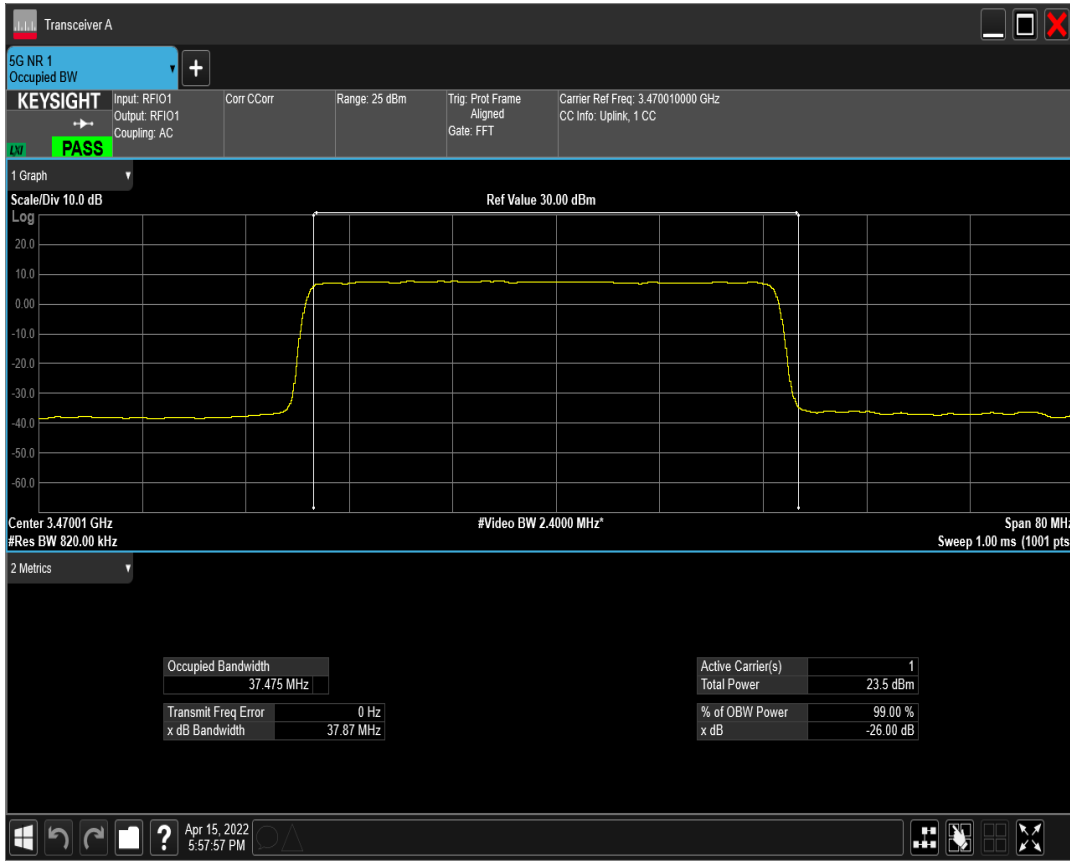 Transceiver A
5G NR 1
Occupied BW
KEYSIGHT
LXI
PASS
Input: RFIO1
Output: RFIO1
Coupling: AC
Corr CCorr
Range: 25 dBm
Trig: Prot Frame
Aligned
Gate: FFT
Carrier Ref Freq: 3.470010000 GHz
CC Info: Uplink, 1 CC
1 Graph
Scale/Div 10.0 dB
Ref Value 30.00 dBm
Log
20.0
10.0
0.00
-10.0
-20.0
-30.0
-40.0
-50.0
-60.0
Center 3.47001 GHz
#Video BW 2.4000 MHz*
Span 80 MHz
#Res BW 820.00 kHz
Sweep 1.00 ms (1001 pts
2 Metrics
Occupied Bandwidth
37.475 MHz
Transmit Freq Error 0 Hz
x dB Bandwidth 37.87 MHz
Active Carrier(s) 1
Total Power 23.5 dBm
% of OBW Power 99.00 %
x dB -26.00 dB
?
Apr 15, 2022
5:57:57 PM